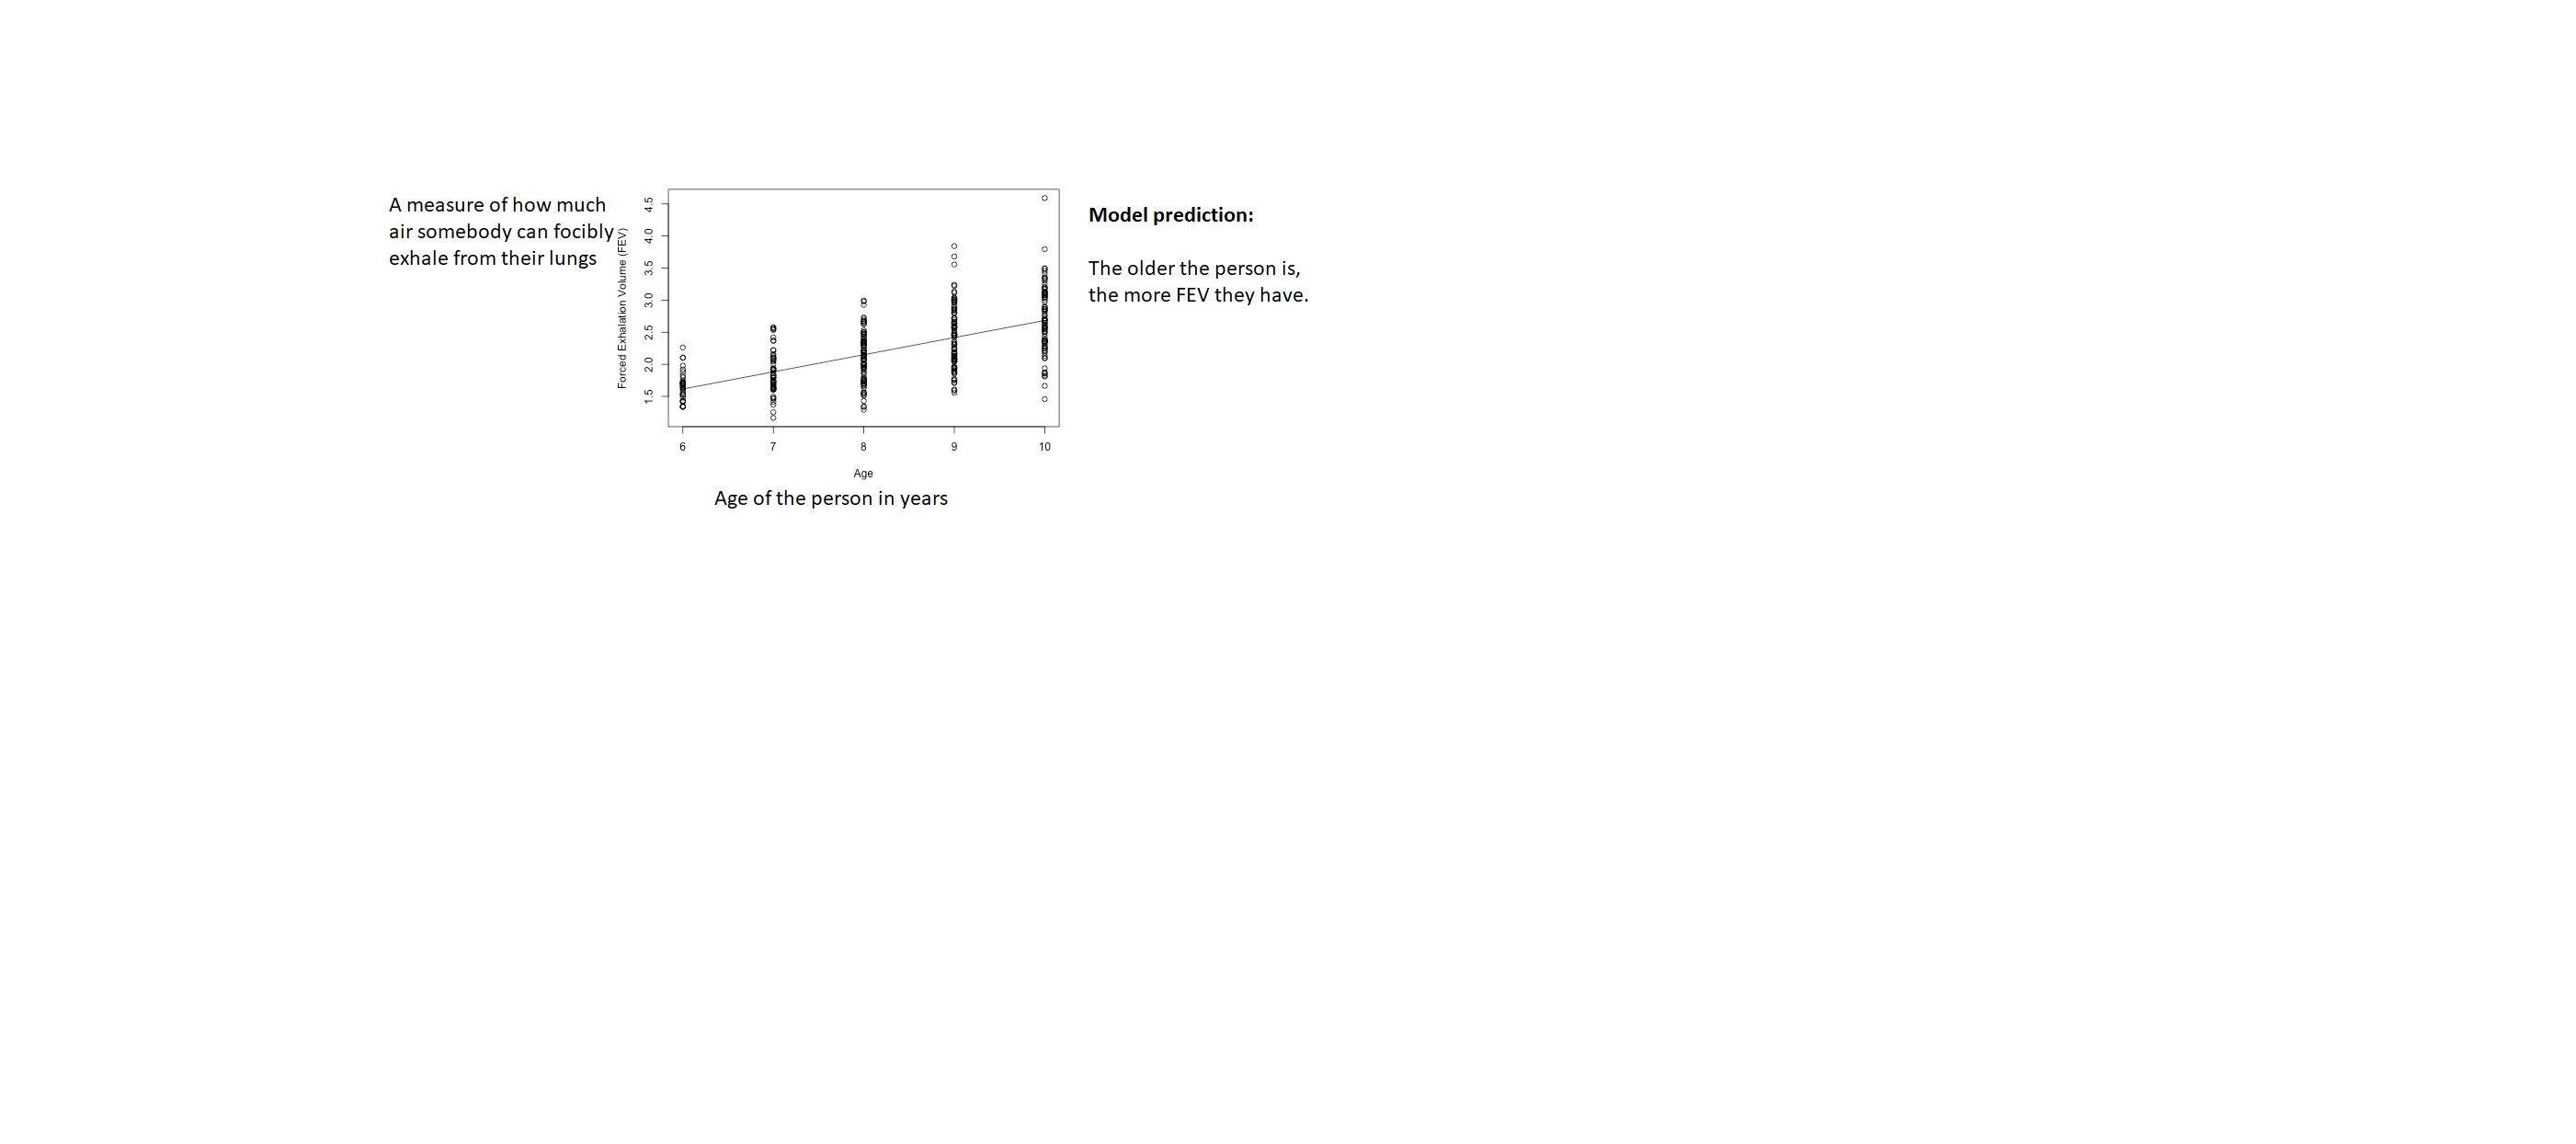 A measure of how much
air somebody can focibly
exhale from their lungs
Forced Exhalation Volume (FEV)
4.5
4.0
3.5
3.0
2.5
2.0
1.5
6 7 8 9 10
Age
Age of the person in years
Model prediction:
The older the person is,
the more FEV they have.